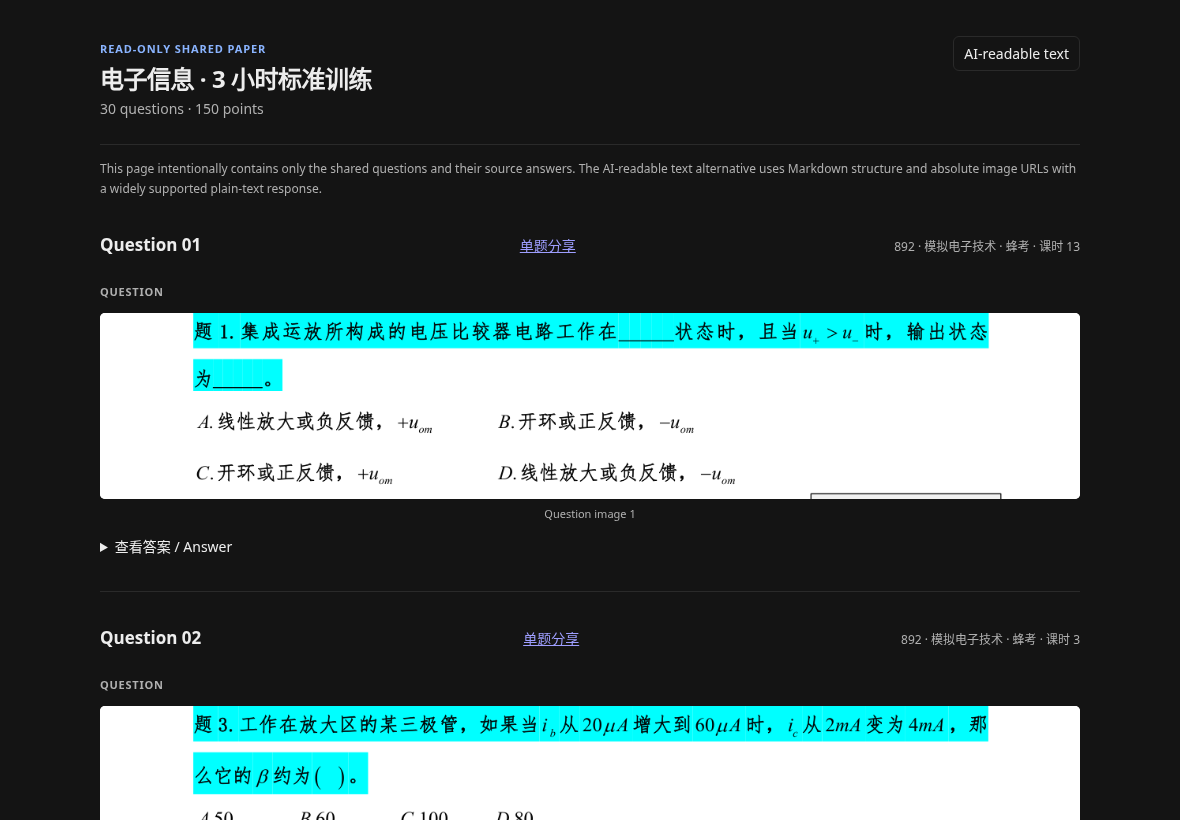 READ-ONLY SHARED PAPER
AI-readable text
电子信息 · 3 小时标准训练
30 questions · 150 points
This page intentionally contains only the shared questions and their source answers. The AI-readable text alternative uses Markdown structure and absolute image URLs with
a widely supported plain-text response.
Question 01 单题分享 892 · 模拟电子技术 · 蜂考 · 课时 13
QUESTION
题 1. 集成运放所构成的电压比较器电路工作在_____状态时，且当 u₊ > u₋ 时，输出状态
为_____。
A. 线性放大或负反馈，+u_om B. 开环或正反馈，−u_om
C. 开环或正反馈，+u_om D. 线性放大或负反馈，−u_om
Question image 1
▶ 查看答案 / Answer
Question 02 单题分享 892 · 模拟电子技术 · 蜂考 · 课时 3
QUESTION
题 3. 工作在放大区的某三极管，如果当 i_b 从 20μA 增大到 60μA 时，i_c 从 2mA 变为 4mA，那
么它的 β 约为( )。
A.50 B.60 C.100 D.80